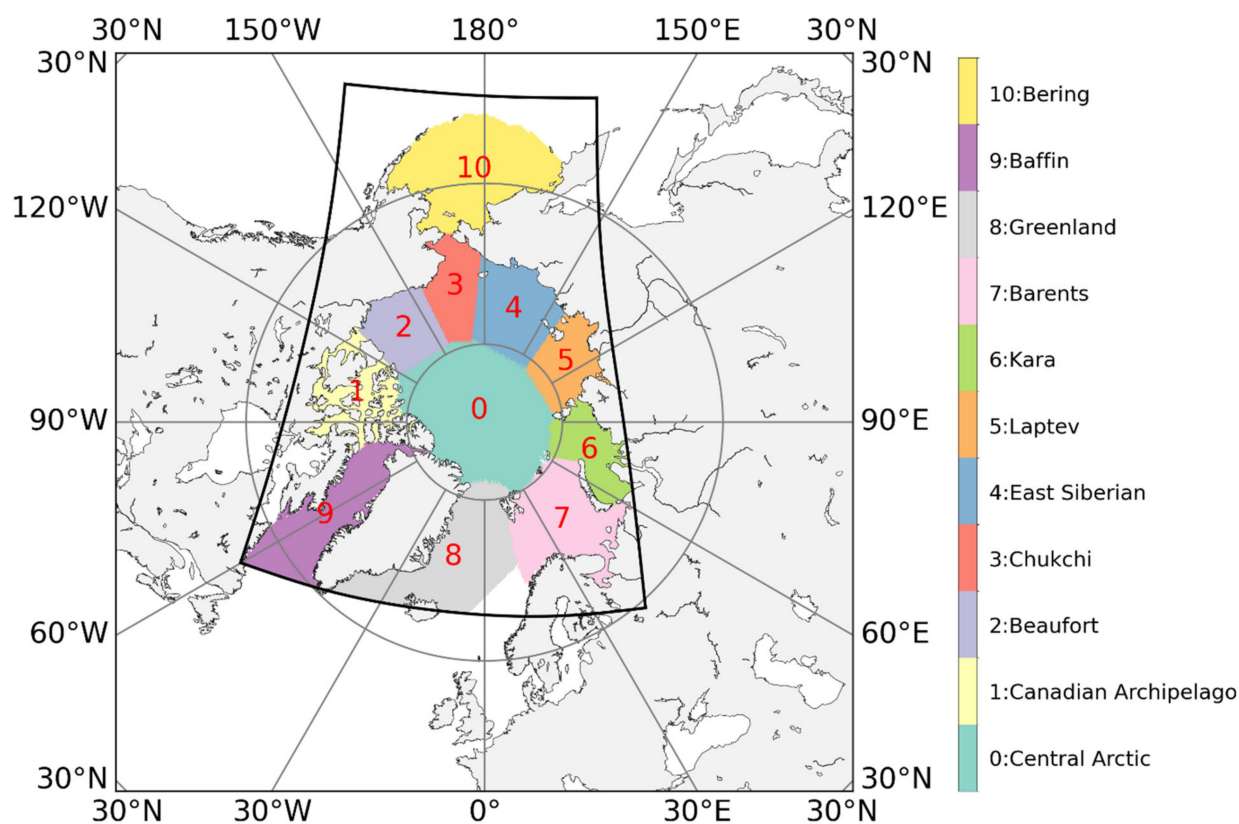 30°N 150°W 180° 150°E 30°N
30°N 30°N
120°W 120°E
90°W 90°E
60°W 60°E
30°N 30°N
30°N 30°W 0° 30°E 30°N
10
3
4
2
5
1
0
6
9
7
8
10:Bering
9:Baffin
8:Greenland
7:Barents
6:Kara
5:Laptev
4:East Siberian
3:Chukchi
2:Beaufort
1:Canadian Archipelago
0:Central Arctic